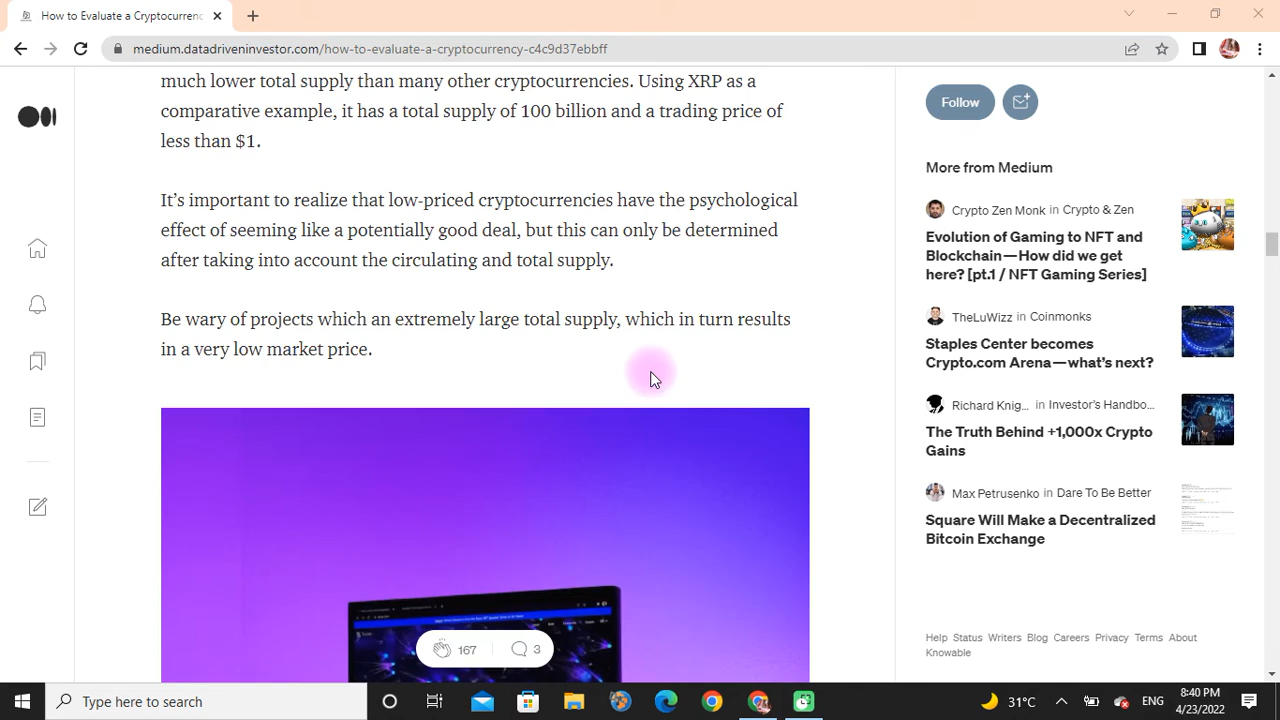 How to Evaluate a Cryptocurrenc
medium.datadriveninvestor.com/how-to-evaluate-a-cryptocurrency-c4c9d37ebbff
much lower total supply than many other cryptocurrencies. Using XRP as a
comparative example, it has a total supply of 100 billion and a trading price of
less than $1.
It's important to realize that low-priced cryptocurrencies have the psychological
effect of seeming like a potentially good deal, but this can only be determined
after taking into account the circulating and total supply.
Be wary of projects which an extremely large total supply, which in turn results
in a very low market price.
167
3
Follow
More from Medium
Crypto Zen Monk in Crypto & Zen
Evolution of Gaming to NFT and
Blockchain—How did we get
here? [pt.1 / NFT Gaming Series]
TheLuWizz in Coinmonks
Staples Center becomes
Crypto.com Arena—what's next?
Richard Knig... in Investor's Handbo...
The Truth Behind +1,000x Crypto
Gains
Max Petrusenko in Dare To Be Better
Square Will Make a Decentralized
Bitcoin Exchange
Help Status Writers Blog Careers Privacy Terms About
Knowable
Type here to search
31°C
ENG
8:40 PM
4/23/2022